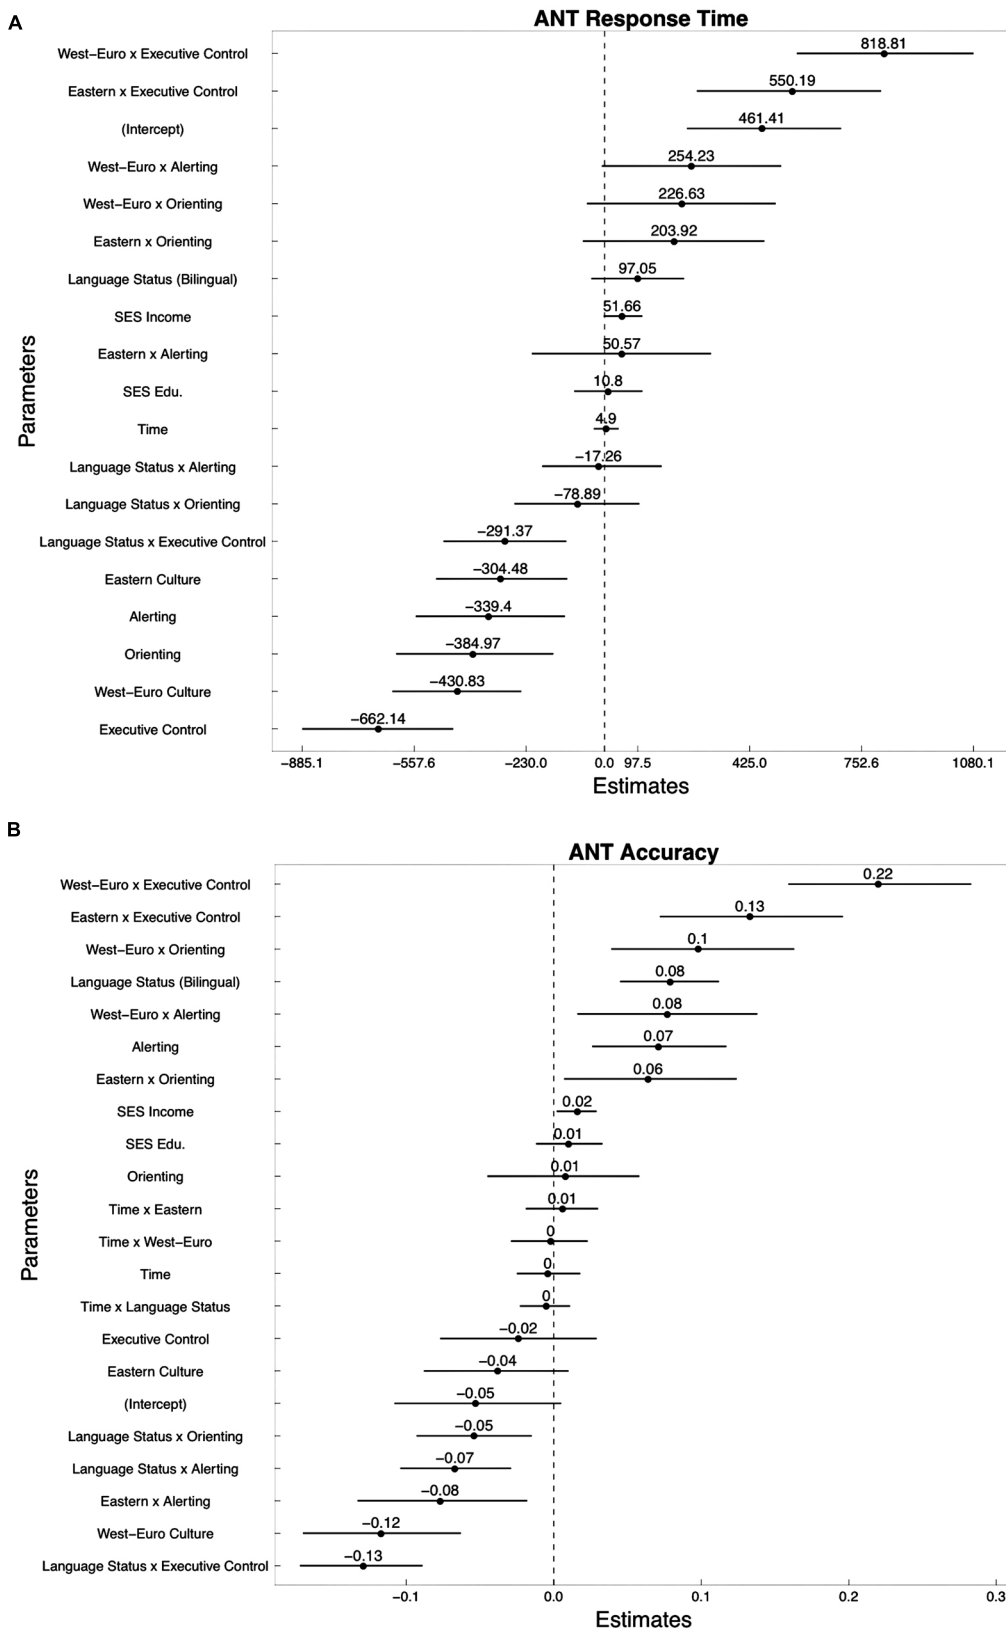 A
ANT Response Time
West−Euro x Executive Control
818.81
Eastern x Executive Control
550.19
(Intercept)
461.41
West−Euro x Alerting
254.23
West−Euro x Orienting
226.63
Eastern x Orienting
203.92
Language Status (Bilingual)
97.05
SES Income
51.66
Eastern x Alerting
50.57
SES Edu.
10.8
Time
4.9
Language Status x Alerting
−17.26
Language Status x Orienting
−78.89
Language Status x Executive Control
−291.37
Eastern Culture
−304.48
Alerting
−339.4
Orienting
−384.97
West−Euro Culture
−430.83
Executive Control
−662.14
Parameters
−885.1 −557.6 −230.0 0.0 97.5 425.0 752.6 1080.1
Estimates
B
ANT Accuracy
West−Euro x Executive Control
0.22
Eastern x Executive Control
0.13
West−Euro x Orienting
0.1
Language Status (Bilingual)
0.08
West−Euro x Alerting
0.08
Alerting
0.07
Eastern x Orienting
0.06
SES Income
0.02
SES Edu.
0.01
Orienting
0.01
Time x Eastern
0.01
Time x West−Euro
0
Time
0
Time x Language Status
0
Executive Control
−0.02
Eastern Culture
−0.04
(Intercept)
−0.05
Language Status x Orienting
−0.05
Language Status x Alerting
−0.07
Eastern x Alerting
−0.08
West−Euro Culture
−0.12
Language Status x Executive Control
−0.13
Parameters
−0.1 0.0 0.1 0.2 0.3
Estimates